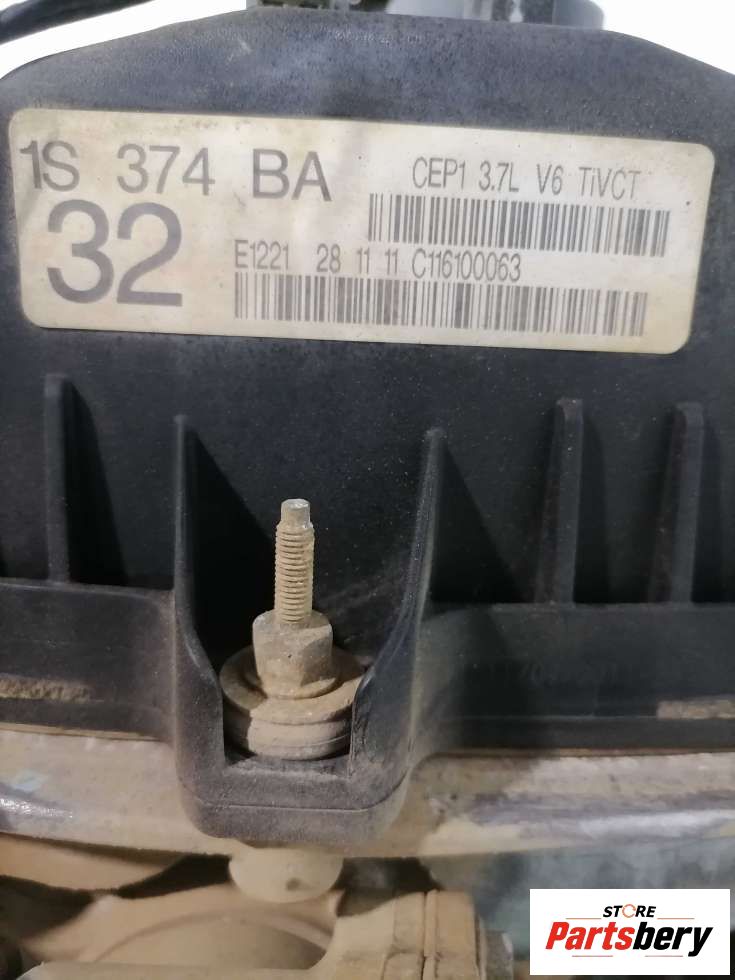 1S 374 BA
CEP1 3.7L V6 TiVCT
32
E1221 28 11 11 C116100063
STORE
Partsbery